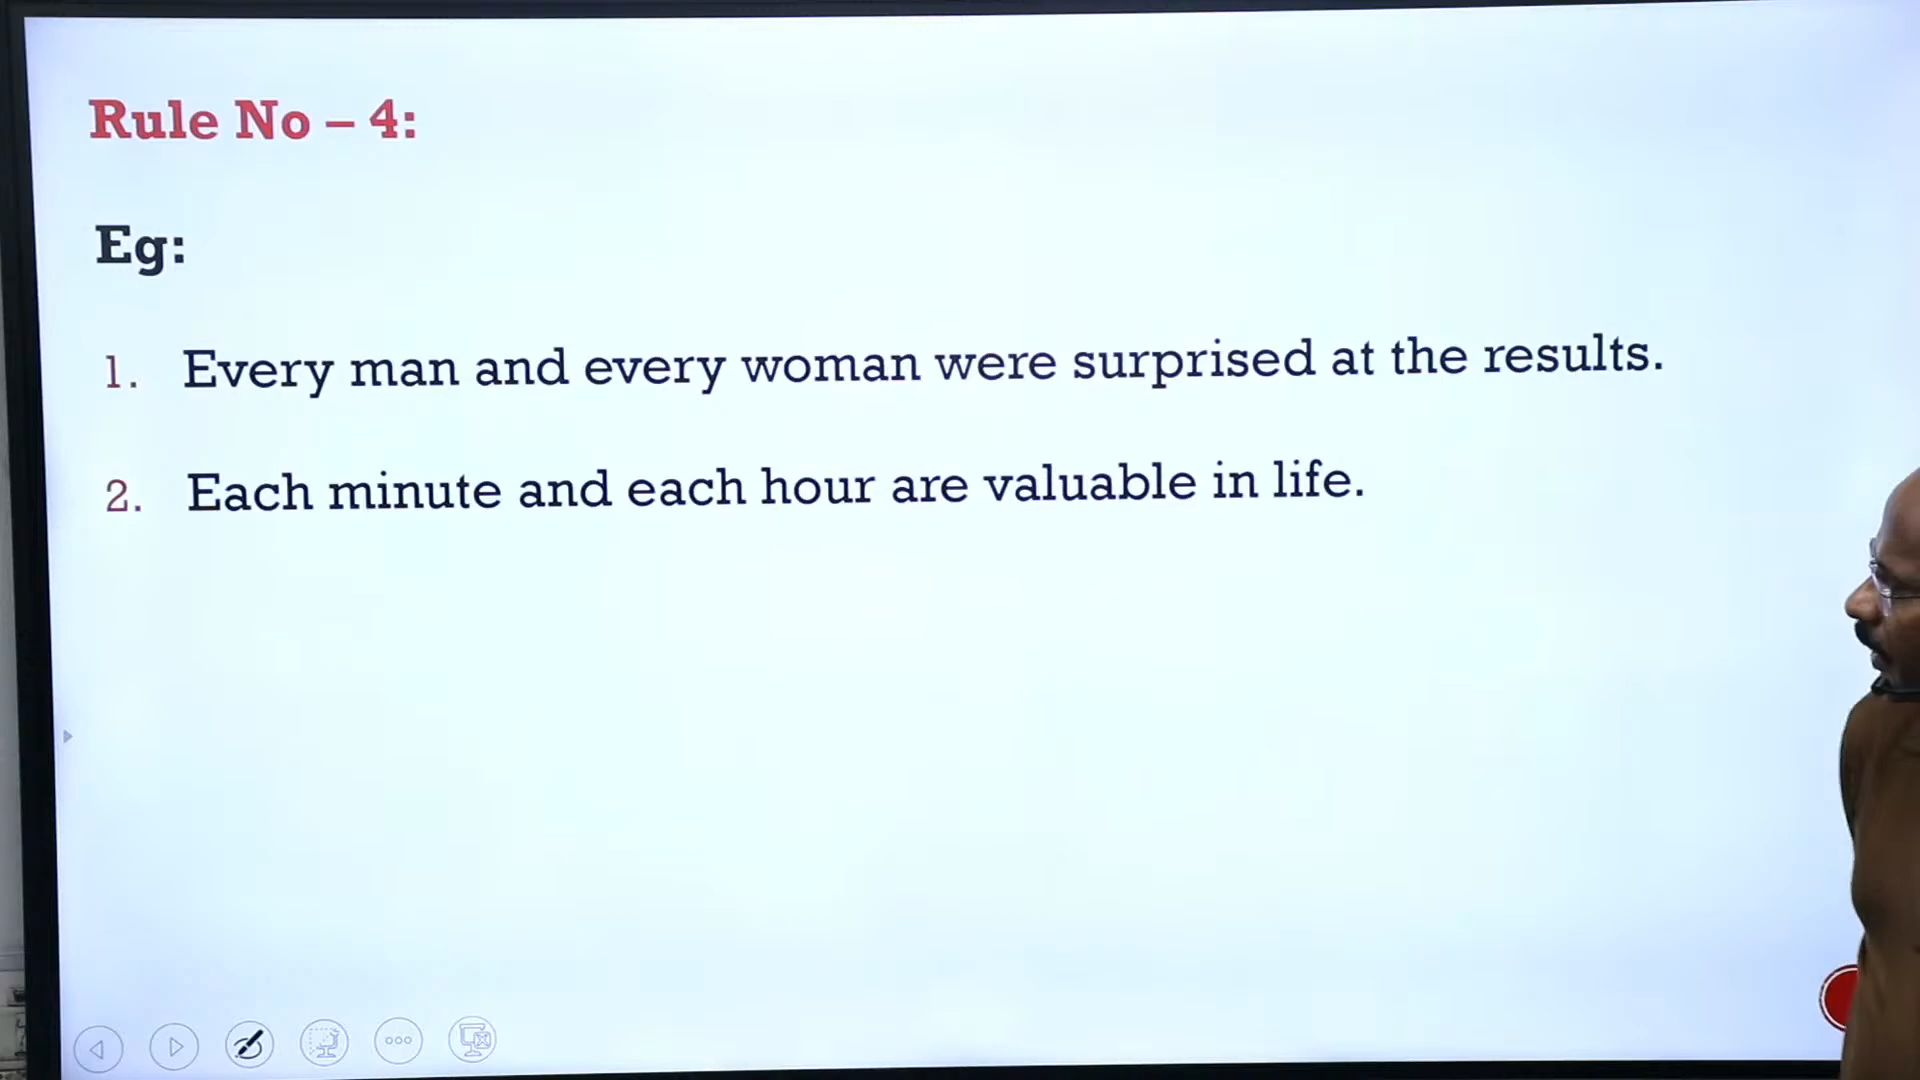 Rule No – 4:
Eg:
1. Every man and every woman were surprised at the results.
2. Each minute and each hour are valuable in life.